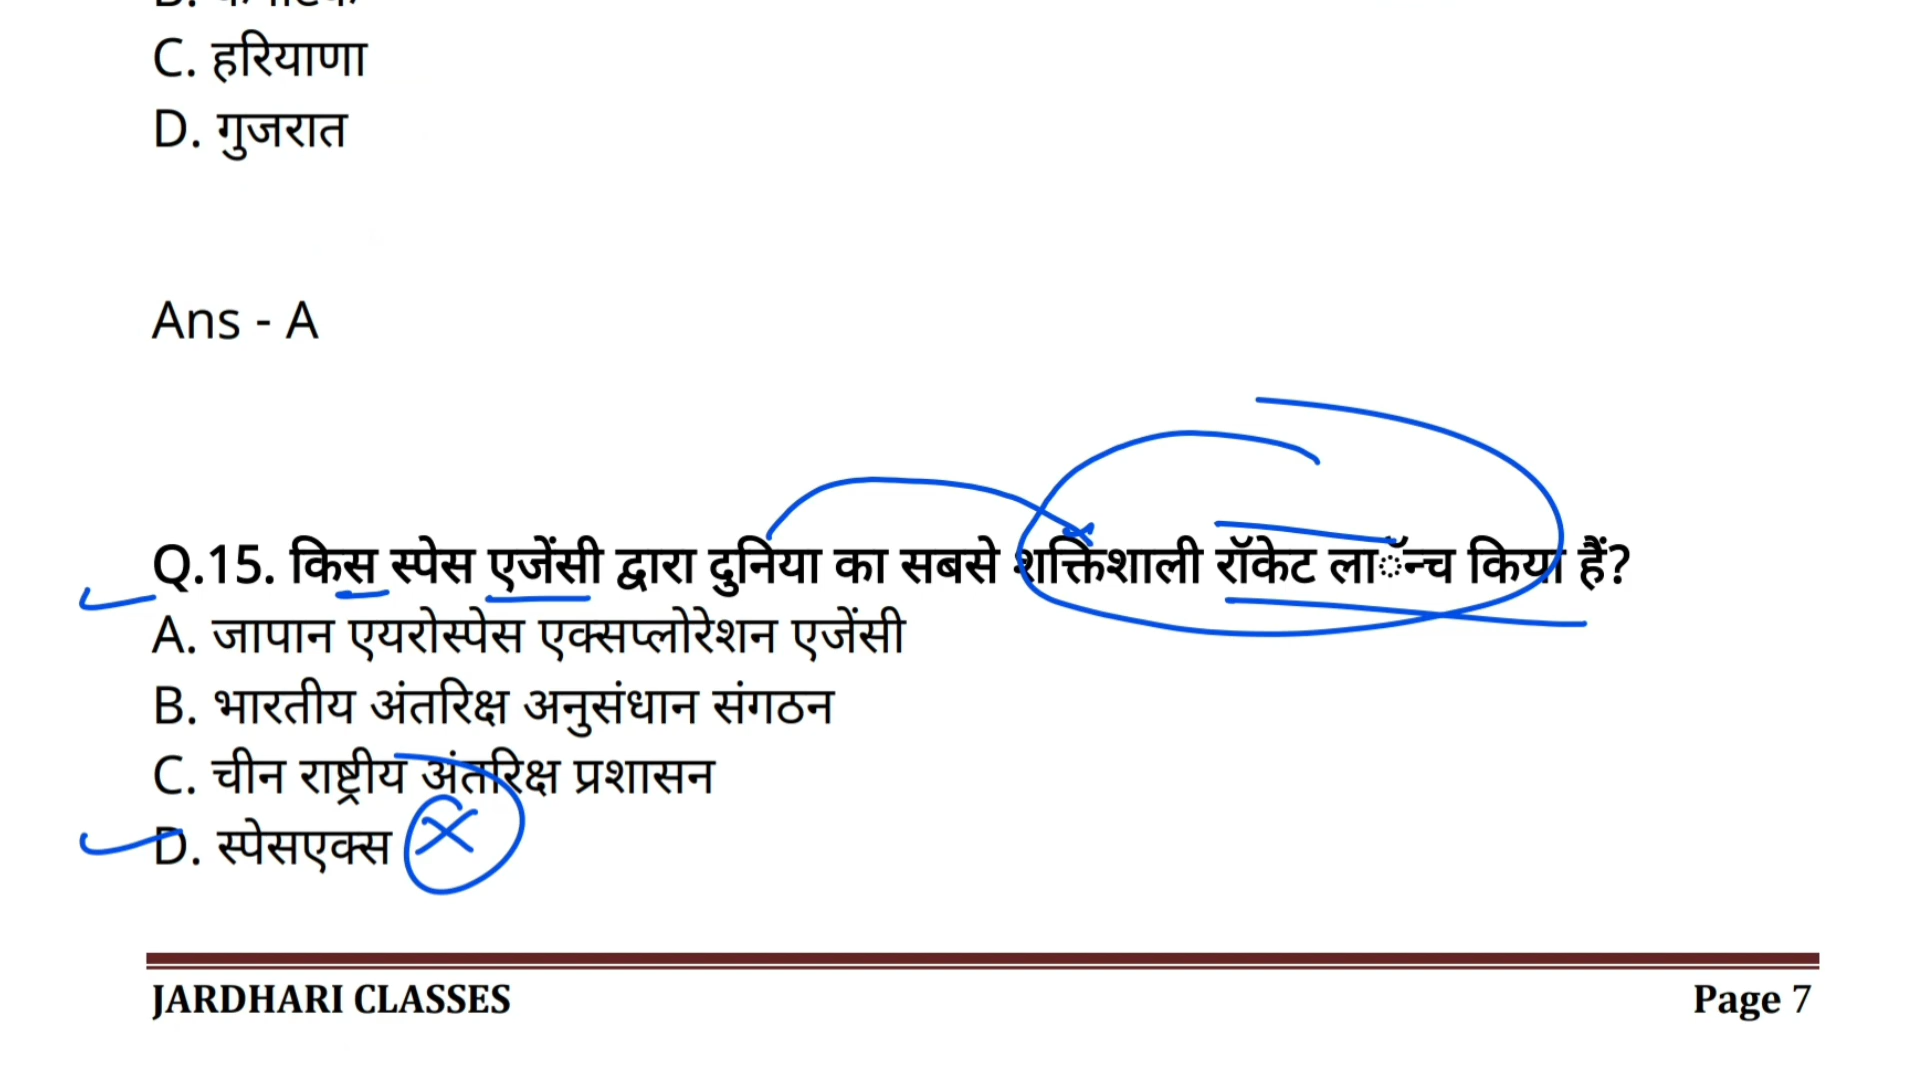 C. हरियाणा
D. गुजरात
Ans - A
Q.15. किस स्पेस एजेंसी द्वारा दुनिया का सबसे शक्तिशाली रॉकेट लाॅन्च किया हैं?
A. जापान एयरोस्पेस एक्सप्लोरेशन एजेंसी
B. भारतीय अंतरिक्ष अनुसंधान संगठन
C. चीन राष्ट्रीय अंतरिक्ष प्रशासन
D. स्पेसएक्स
JARDHARI CLASSES
Page 7